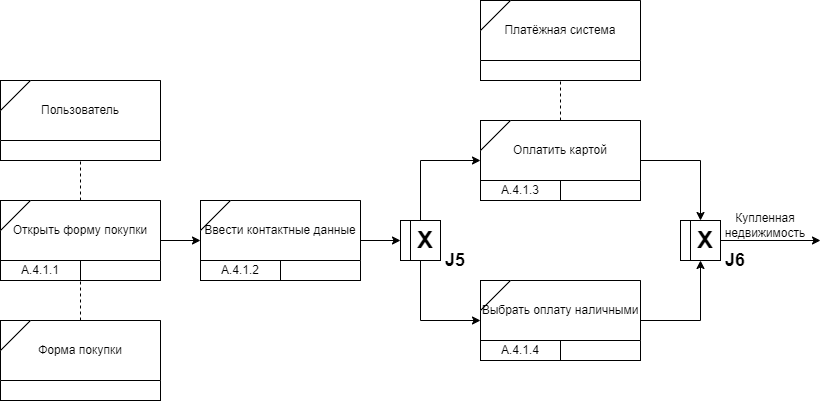 Платёжная система
Пользователь
Оплатить картой
A.4.1.3
Открыть форму покупки
A.4.1.1
Ввести контактные данные
A.4.1.2
X
J5
X
J6
Купленная
недвижимость
Выбрать оплату наличными
A.4.1.4
Форма покупки